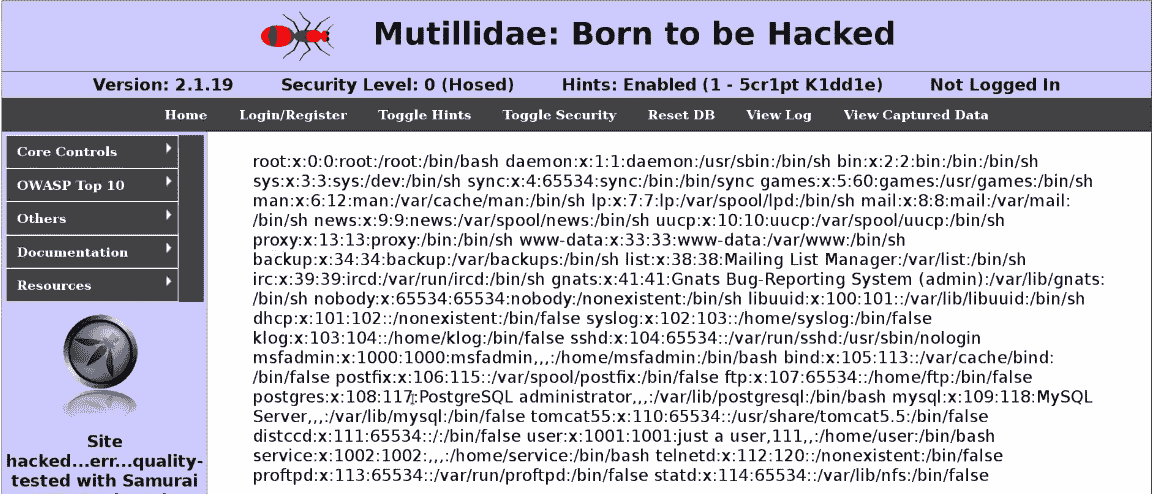 Mutillidae: Born to be Hacked
Version: 2.1.19 Security Level: 0 (Hosed) Hints: Enabled (1 - 5cr1pt K1dd1e) Not Logged In
Home Login/Register Toggle Hints Toggle Security Reset DB View Log View Captured Data
Core Controls
OWASP Top 10
Others
Documentation
Resources
Site
hacked...err...quality-
tested with Samurai
root:x:0:0:root:/root:/bin/bash daemon:x:1:1:daemon:/usr/sbin:/bin/sh bin:x:2:2:bin:/bin:/bin/sh
sys:x:3:3:sys:/dev:/bin/sh sync:x:4:65534:sync:/bin:/bin/sync games:x:5:60:games:/usr/games:/bin/sh
man:x:6:12:man:/var/cache/man:/bin/sh lp:x:7:7:lp:/var/spool/lpd:/bin/sh mail:x:8:8:mail:/var/mail:
/bin/sh news:x:9:9:news:/var/spool/news:/bin/sh uucp:x:10:10:uucp:/var/spool/uucp:/bin/sh
proxy:x:13:13:proxy:/bin:/bin/sh www-data:x:33:33:www-data:/var/www:/bin/sh
backup:x:34:34:backup:/var/backups:/bin/sh list:x:38:38:Mailing List Manager:/var/list:/bin/sh
irc:x:39:39:ircd:/var/run/ircd:/bin/sh gnats:x:41:41:Gnats Bug-Reporting System (admin):/var/lib/gnats:
/bin/sh nobody:x:65534:65534:nobody:/nonexistent:/bin/sh libuuid:x:100:101::/var/lib/libuuid:/bin/sh
dhcp:x:101:102::/nonexistent:/bin/false syslog:x:102:103::/home/syslog:/bin/false
klog:x:103:104::/home/klog:/bin/false sshd:x:104:65534::/var/run/sshd:/usr/sbin/nologin
msfadmin:x:1000:1000:msfadmin,,,:/home/msfadmin:/bin/bash bind:x:105:113::/var/cache/bind:
/bin/false postfix:x:106:115::/var/spool/postfix:/bin/false ftp:x:107:65534::/home/ftp:/bin/false
postgres:x:108:117:PostgreSQL administrator,,,:/var/lib/postgresql:/bin/bash mysql:x:109:118:MySQL
Server,,,:/var/lib/mysql:/bin/false tomcat55:x:110:65534::/usr/share/tomcat5.5:/bin/false
distccd:x:111:65534::/:/bin/false user:x:1001:1001:just a user,111,,:/home/user:/bin/bash
service:x:1002:1002:,,,:/home/service:/bin/bash telnetd:x:112:120::/nonexistent:/bin/false
proftpd:x:113:65534::/var/run/proftpd:/bin/false statd:x:114:65534::/var/lib/nfs:/bin/false